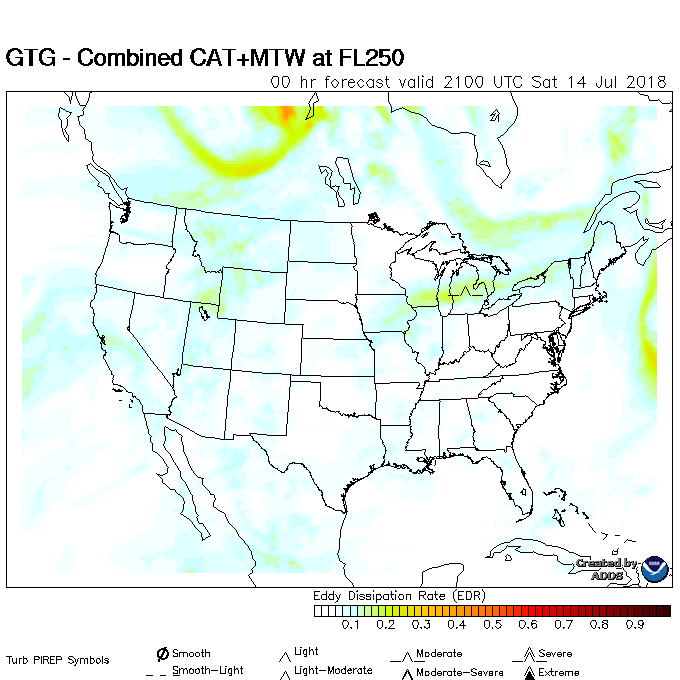 GTG - Combined CAT+MTW at FL250
00 hr forecast valid 2100 UTC Sat 14 Jul 2018
Created by
ADDS
Eddy Dissipation Rate (EDR)
0.1 0.2 0.3 0.4 0.5 0.6 0.7 0.8 0.9
Turb PIREP Symbols
Smooth Light Moderate Severe
Smooth-Light Light-Moderate Moderate-Severe Extreme